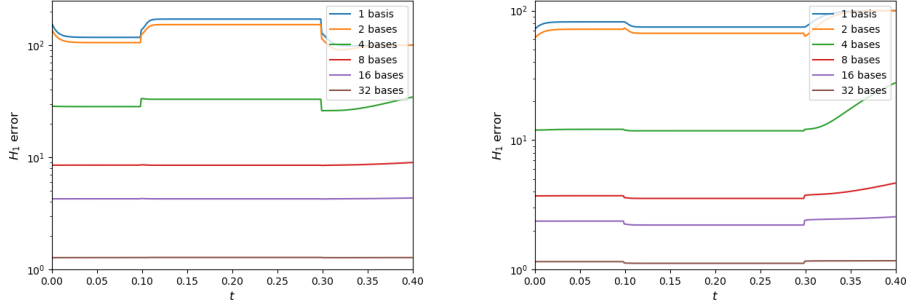 10²
10¹
10⁰
H₁ error
0.00 0.05 0.10 0.15 0.20 0.25 0.30 0.35 0.40
t
1 basis
2 bases
4 bases
8 bases
16 bases
32 bases
10²
10¹
10⁰
H₁ error
0.00 0.05 0.10 0.15 0.20 0.25 0.30 0.35 0.40
t
1 basis
2 bases
4 bases
8 bases
16 bases
32 bases